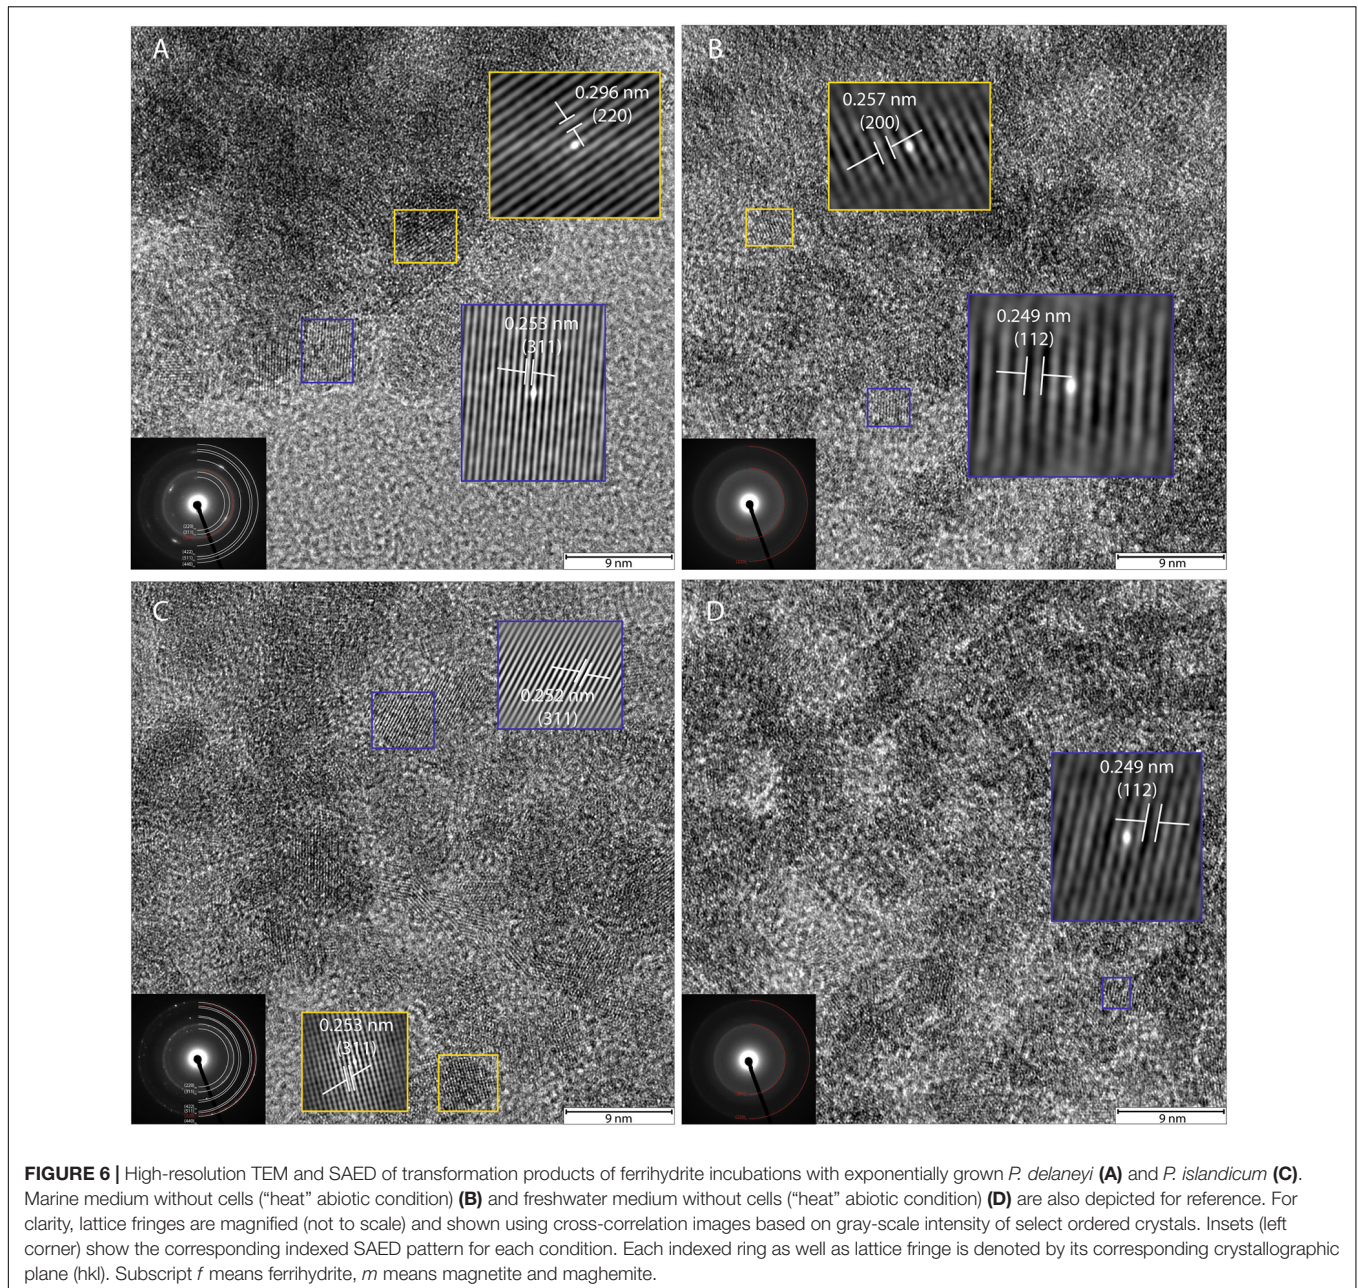 A
0.296 nm
(220)
0.253 nm
(311)
9 nm
B
0.257 nm
(200)
0.249 nm
(112)
9 nm
C
0.252 nm
(311)
0.253 nm
(311)
9 nm
D
0.249 nm
(112)
9 nm
FIGURE 6 | High-resolution TEM and SAED of transformation products of ferrihydrite incubations with exponentially grown P. delaneyi (A) and P. islandicum (C).
Marine medium without cells (“heat” abiotic condition) (B) and freshwater medium without cells (“heat” abiotic condition) (D) are also depicted for reference. For
clarity, lattice fringes are magnified (not to scale) and shown using cross-correlation images based on gray-scale intensity of select ordered crystals. Insets (left
corner) show the corresponding indexed SAED pattern for each condition. Each indexed ring as well as lattice fringe is denoted by its corresponding crystallographic
plane (hkl). Subscript f means ferrihydrite, m means magnetite and maghemite.